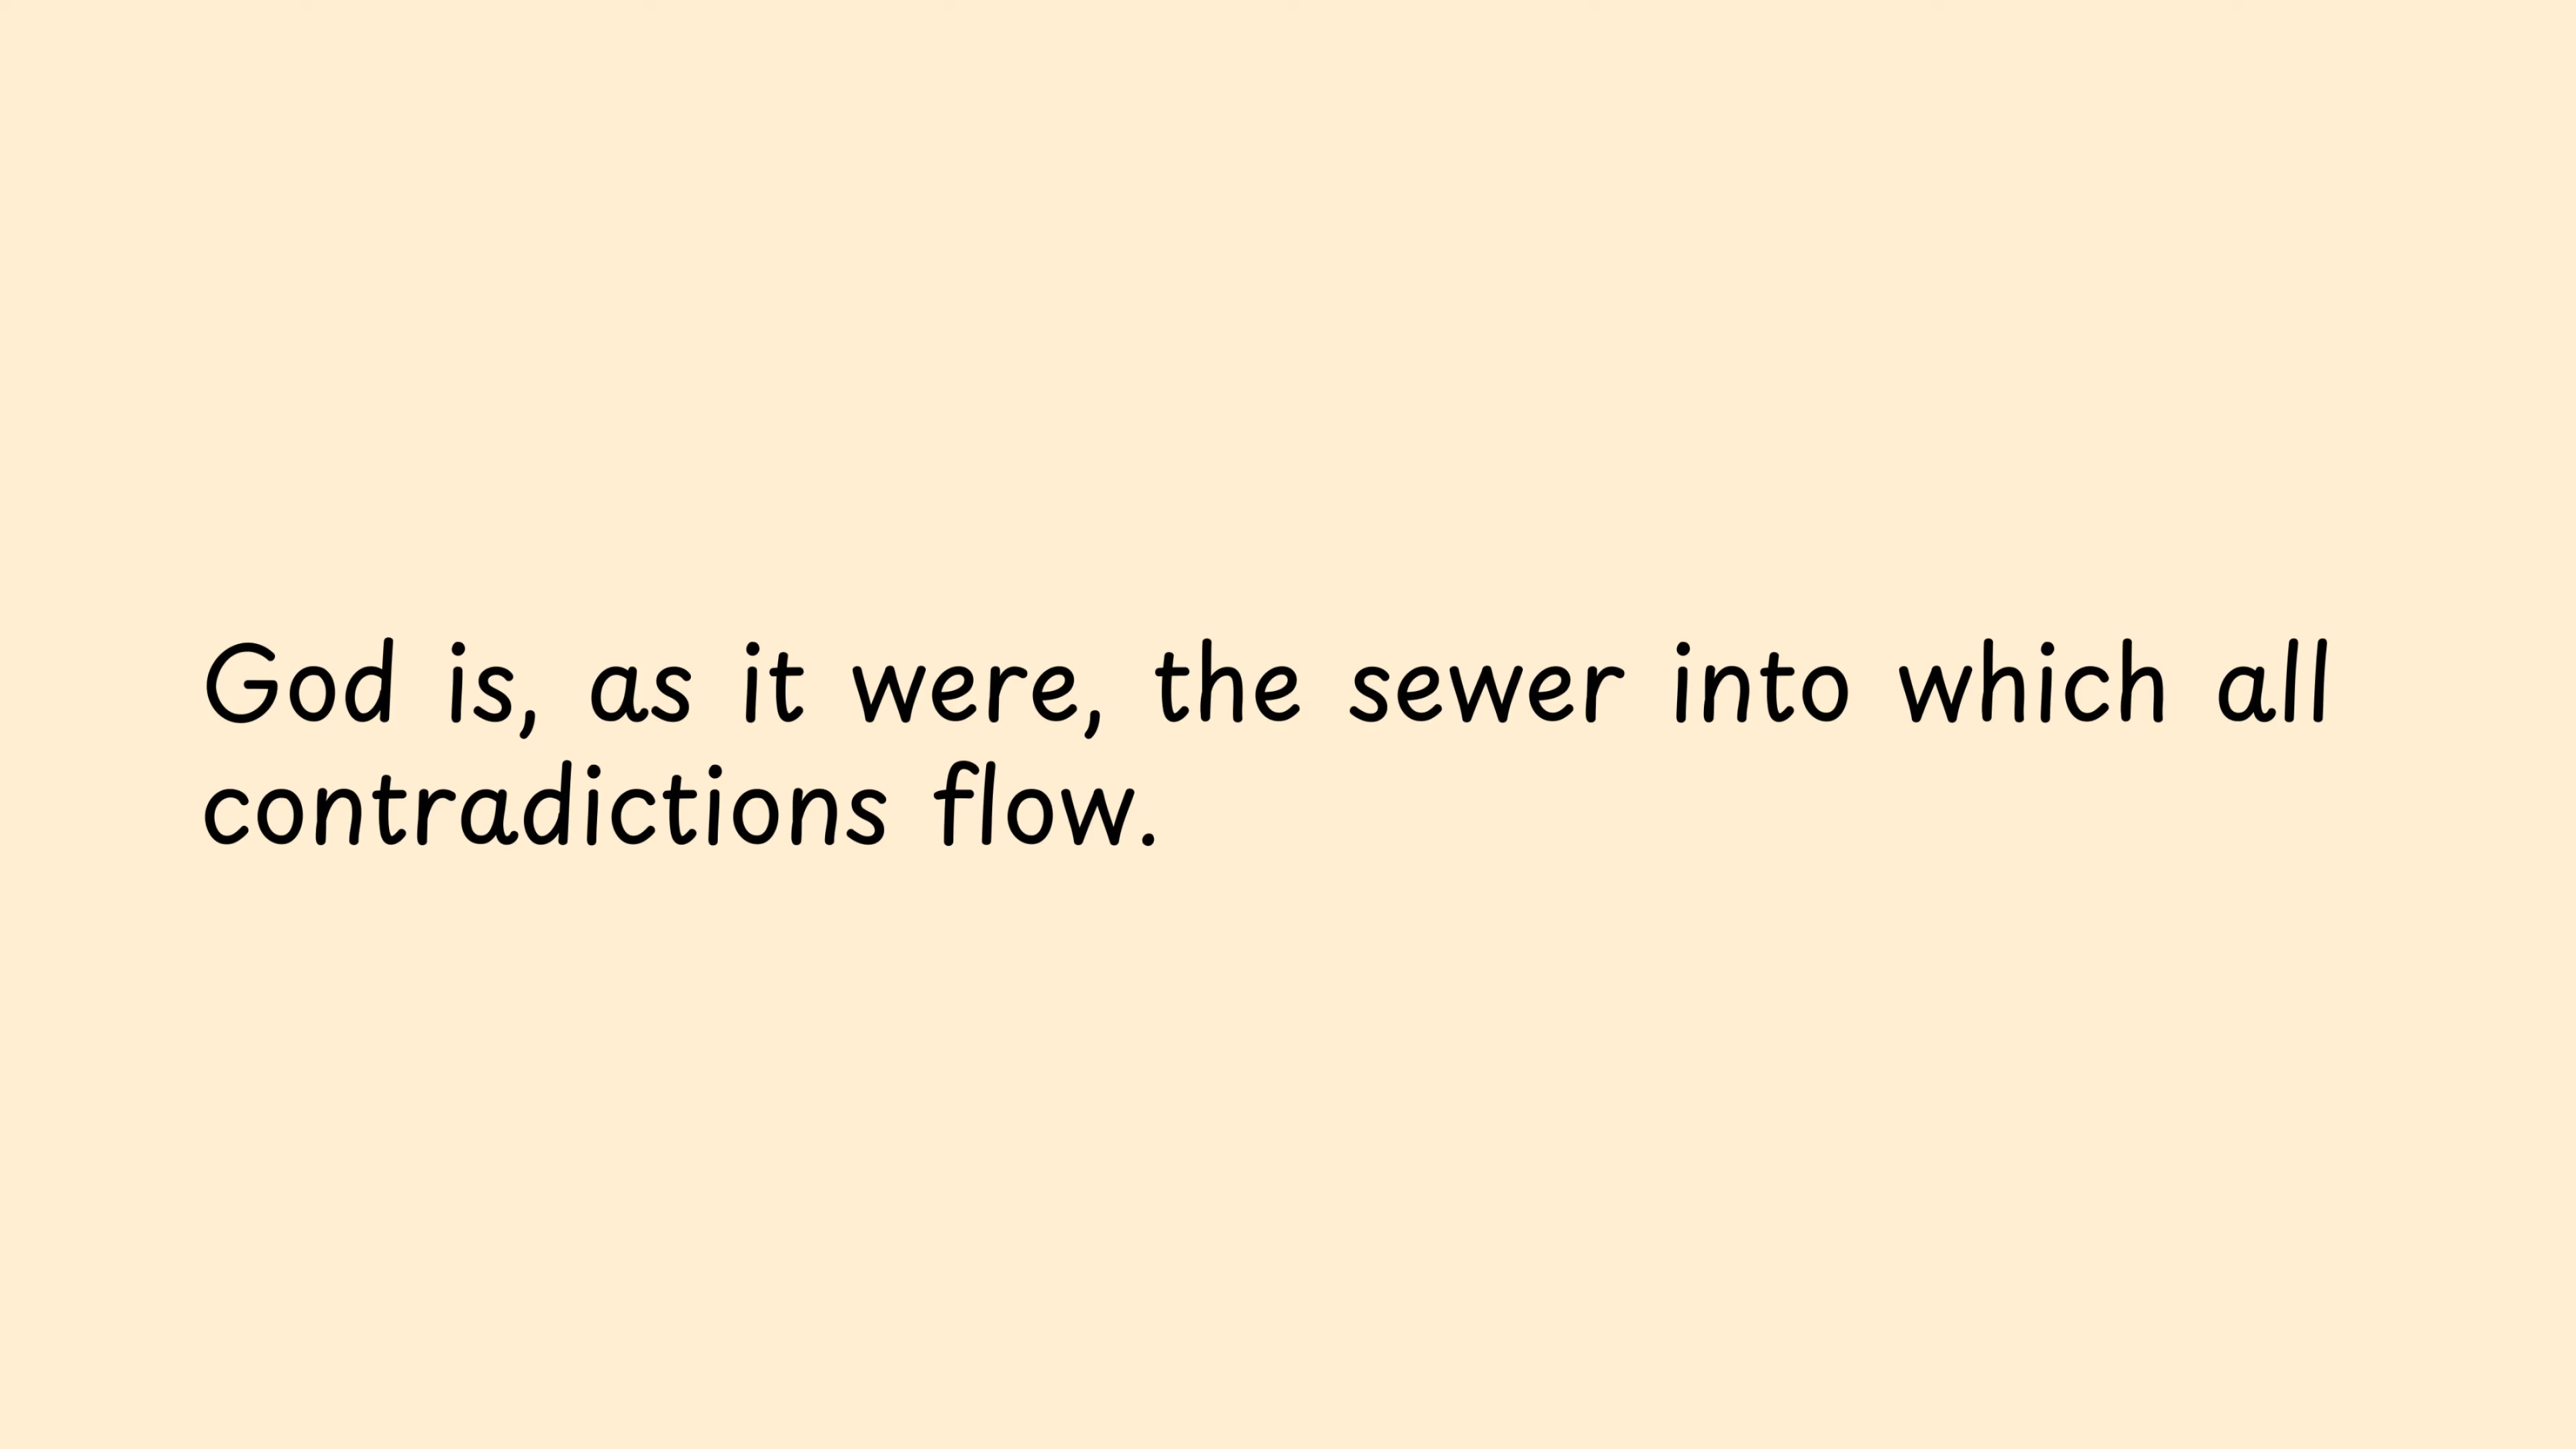 God is, as it were, the sewer into which all
contradictions flow.